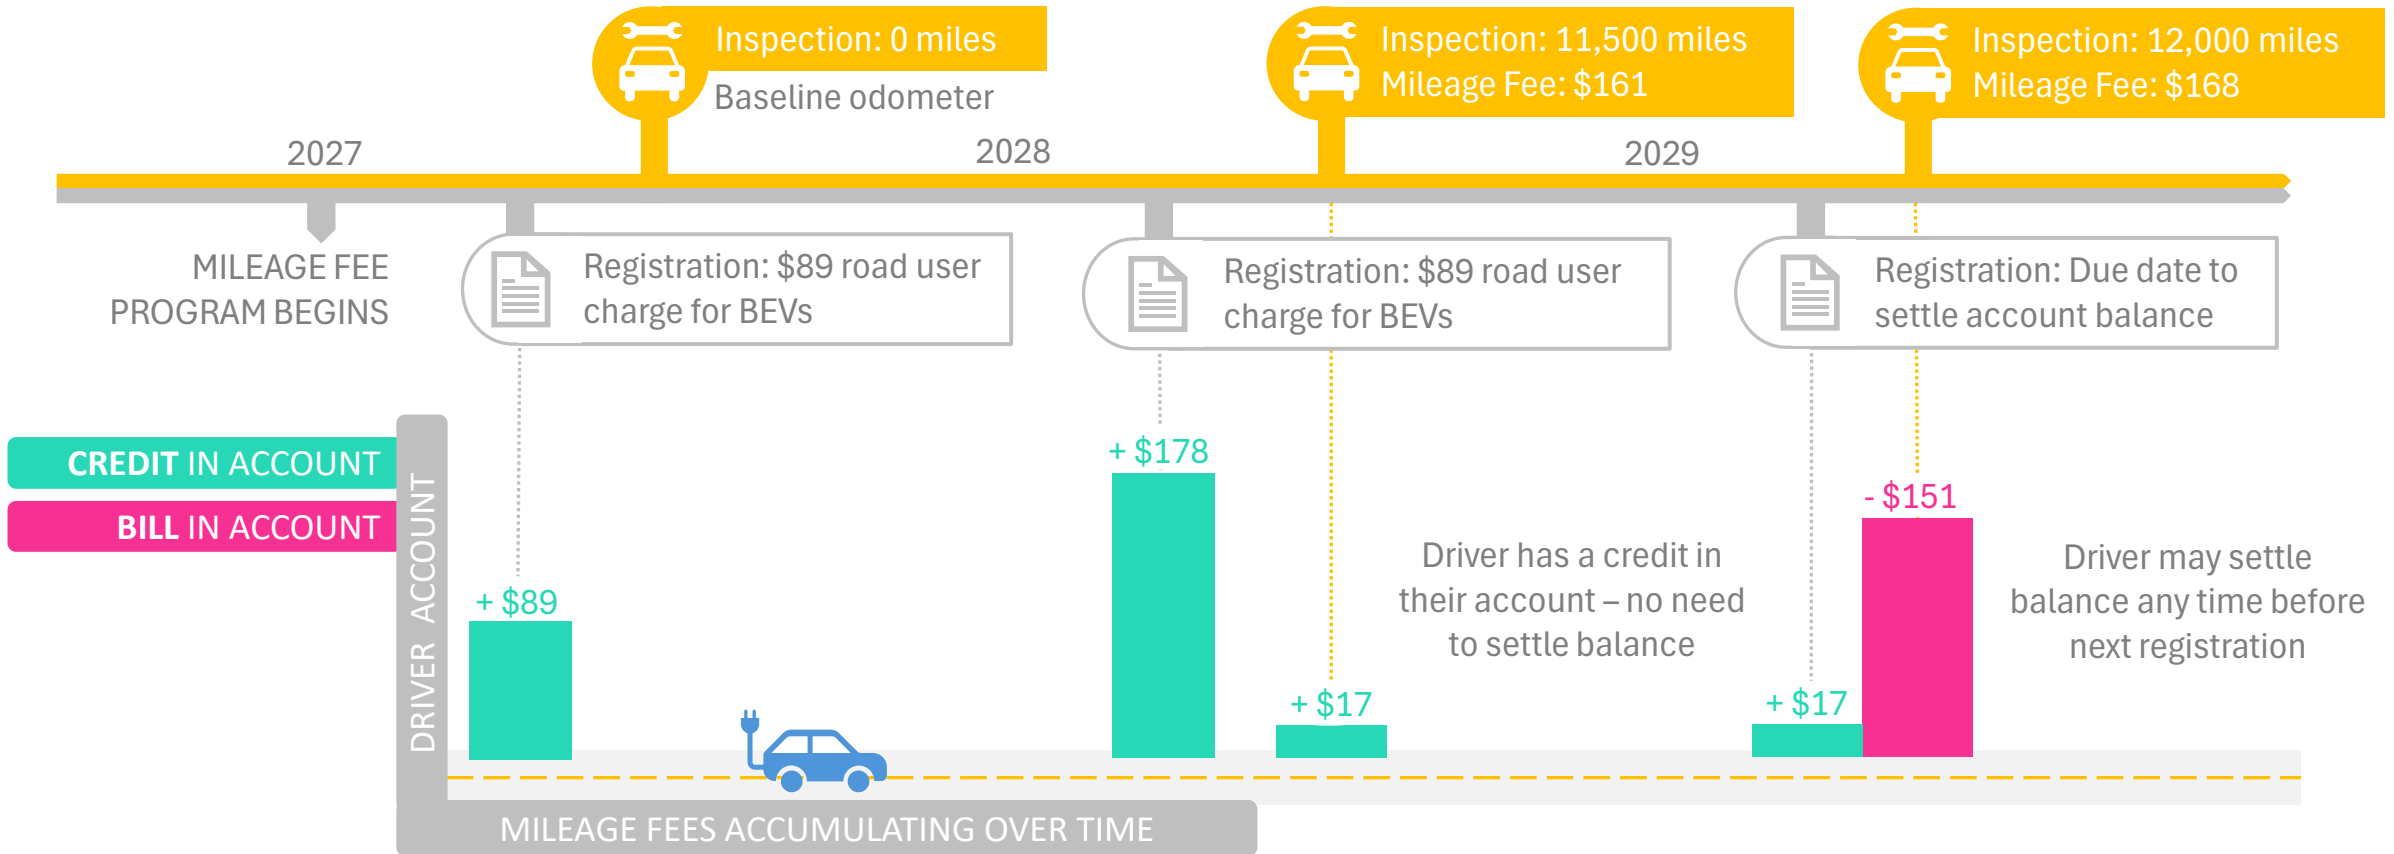 Inspection: 0 miles
Baseline odometer
Inspection: 11,500 miles
Mileage Fee: $161
Inspection: 12,000 miles
Mileage Fee: $168
2027
2028
2029
MILEAGE FEE
PROGRAM BEGINS
Registration: $89 road user
charge for BEVs
Registration: $89 road user
charge for BEVs
Registration: Due date to
settle account balance
CREDIT IN ACCOUNT
BILL IN ACCOUNT
DRIVER ACCOUNT
+ $89
+ $178
+ $17
Driver has a credit in
their account – no need
to settle balance
+ $17
- $151
Driver may settle
balance any time before
next registration
MILEAGE FEES ACCUMULATING OVER TIME